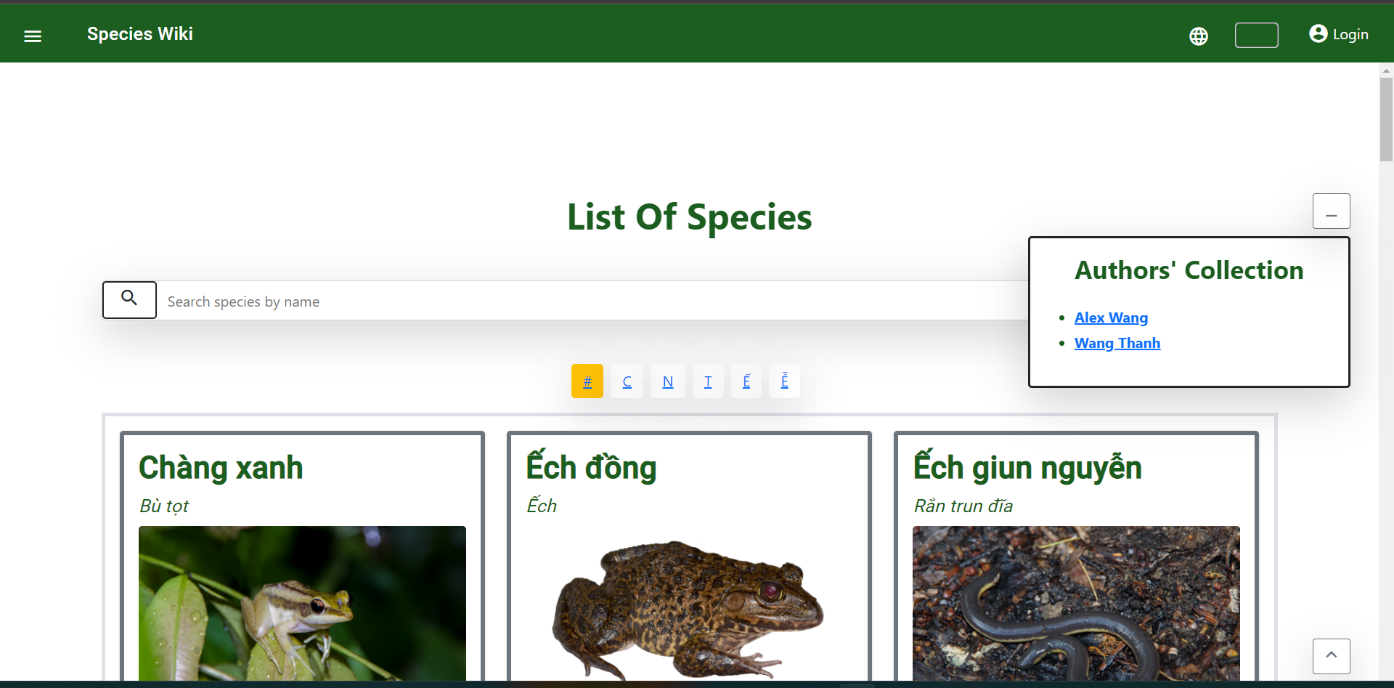 Species Wiki
Login
List Of Species
Authors' Collection
Alex Wang
Wang Thanh
Search species by name
# C N T Ế Ễ
Chàng xanh
Bù tọt
Ếch đồng
Ếch
Ếch giun nguyễn
Rắn trun đĩa